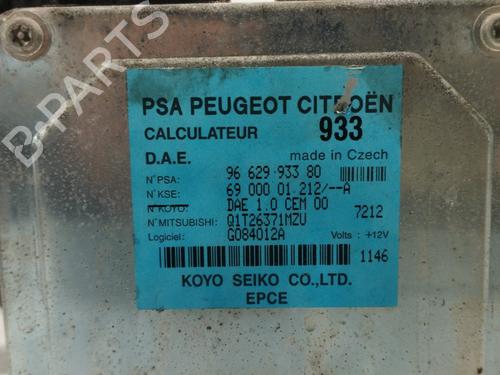 B-PARTS
PSA PEUGEOT CITROËN
CALCULATEUR 933
D.A.E. made in Czech
N°PSA: 96 629 933 80
N°KSE: 69 000 01 212/--A
N°KOYO: DAE 1.0 CEM 00 7212
N°MITSUBISHI: Q1T26371MZU
Logiciel: G084012A Volts : +12V
1146
KOYO SEIKO CO.,LTD.
EPCE